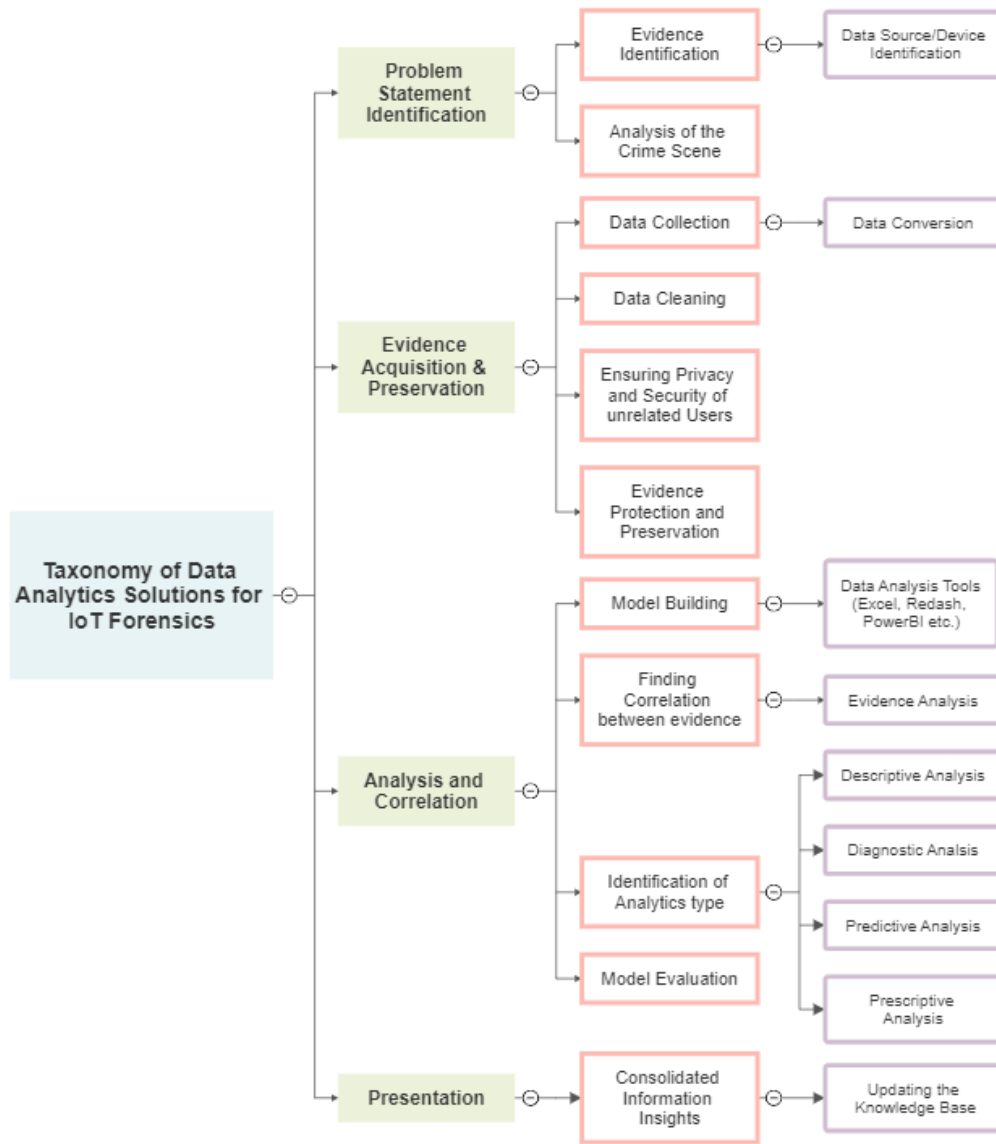 Evidence
Identification
Data Source/Device
Identification
Problem
Statement
Identification
Analysis of the
Crime Scene
Data Collection
Data Conversion
Data Cleaning
Evidence
Acquisition &
Preservation
Ensuring Privacy
and Security of
unrelated Users
Evidence
Protection and
Preservation
Taxonomy of Data
Analytics Solutions for
IoT Forensics
Model Building
Data Analysis Tools
(Excel, Redash,
PowerBI etc.)
Finding
Correlation
between evidence
Evidence Analysis
Analysis and
Correlation
Descriptive Analysis
Diagnostic Analsis
Identification of
Analytics type
Predictive Analysis
Model Evaluation
Prescriptive
Analysis
Presentation
Consolidated
Information
Insights
Updating the
Knowledge Base